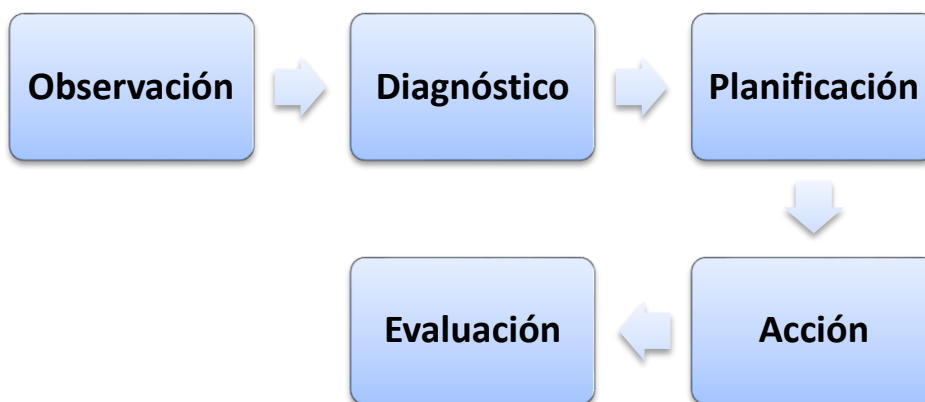 Observación
Diagnóstico
Planificación
Acción
Evaluación